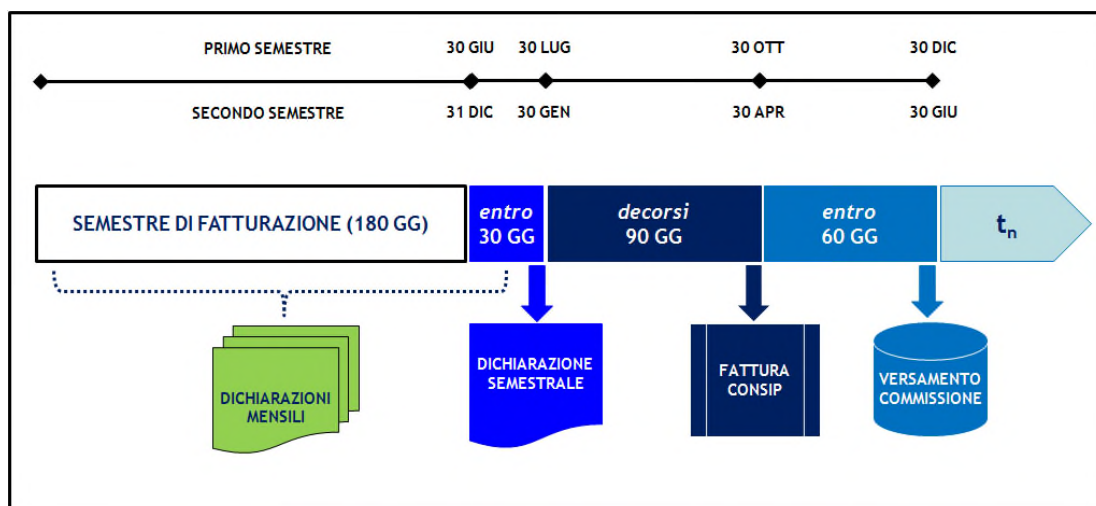 PRIMO SEMESTRE 30 GIU 30 LUG 30 OTT 30 DIC
SECONDO SEMESTRE 31 DIC 30 GEN 30 APR 30 GIU
SEMESTRE DI FATTURAZIONE (180 GG)
entro
30 GG
decorsi
90 GG
entro
60 GG
tn
DICHIARAZIONI
MENSILI
DICHIARAZIONE
SEMESTRALE
FATTURA
CONSIP
VERSAMENTO
COMMISSIONE